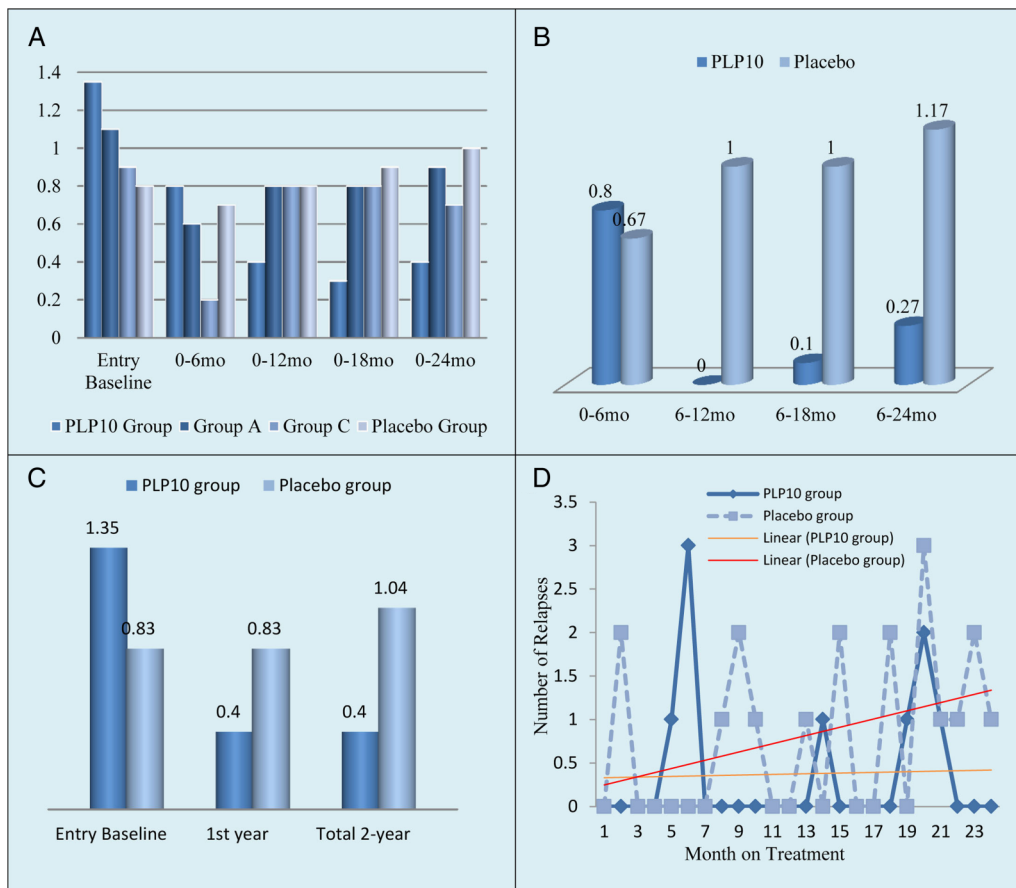 A
1.4
1.2
1
0.8
0.6
0.4
0.2
0
Entry Baseline 0-6mo 0-12mo 0-18mo 0-24mo
PLP10 Group Group A Group C Placebo Group
B
PLP10 Placebo
0.8 0.67 0 1 0.1 1 0.27 1.17
0-6mo 6-12mo 6-18mo 6-24mo
C
PLP10 group Placebo group
1.35 0.83 0.4 0.83 0.4 1.04
Entry Baseline 1st year Total 2-year
D
PLP10 group
Placebo group
Linear (PLP10 group)
Linear (Placebo group)
Number of Relapses
3.5
3
2.5
2
1.5
1
0.5
0
1 3 5 7 9 11 13 15 17 19 21 23
Month on Treatment